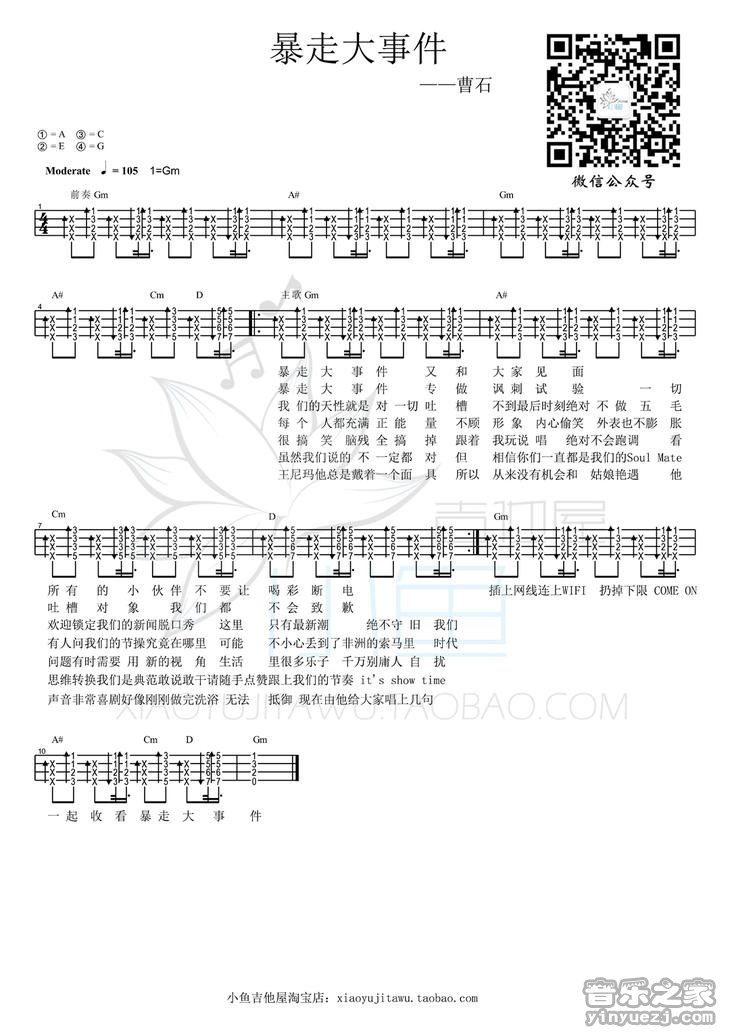 暴走大事件
——曹石
微信公众号
①=A ③=C
②=E ④=G
Moderate ♩=105 1=Gm
前奏 Gm A# Gm
A# Cm D 主歌 Gm A#
暴走大事件 又和大家见面
暴走大事件 专做讽刺试验 一切
我们的天性就是对一切吐槽 不到最后时刻绝对不做五毛
每个人都充满正能量不顾形象内心偷笑 外表也不膨胀
很搞笑脑残全搞掉跟着我玩说唱 绝对不会跑调 看
虽然我们说的不一定都对但 相信你们一直都是我们的Soul Mate
王尼玛他总是戴着一个面具所以 从来没有机会和姑娘艳遇 他
Cm D Gm
所有的小伙伴不要让喝彩断电 插上网线连上WIFI 扔掉下限 COME ON
吐槽对象我们都不会致歉
欢迎锁定我们的新闻脱口秀 这里 只有最新潮 绝不守旧 我们
有人问我们的节操究竟在哪里 可能 不小心丢到了非洲的索马里 时代
问题有时需要用新的视角生活 里很多乐子 千万别庸人自扰
思维转换我们是典范敢说敢干请随手点赞跟上我们的节奏 it's show time
声音非常喜剧好像刚刚做完洗浴 无法 抵御 现在由他给大家唱上几句
A# Cm D Gm
一起收看暴走大事件
XIAOYUJITAWU.TAOBAO.COM
小鱼吉他屋淘宝店：xiaoyujitawu.taobao.com
音乐之家
yinyuezj.com